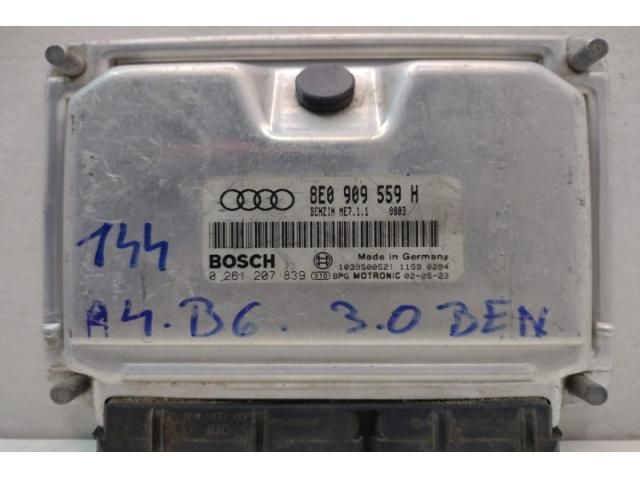 8E0 909 559 H
BENZIN ME7.1.1 0003
BOSCH
Made in Germany
1039S00521 1159 0294
0 261 207 839 010 BPG MOTRONIC 02-05-23
144
A4. B6. 3.0 BEN.